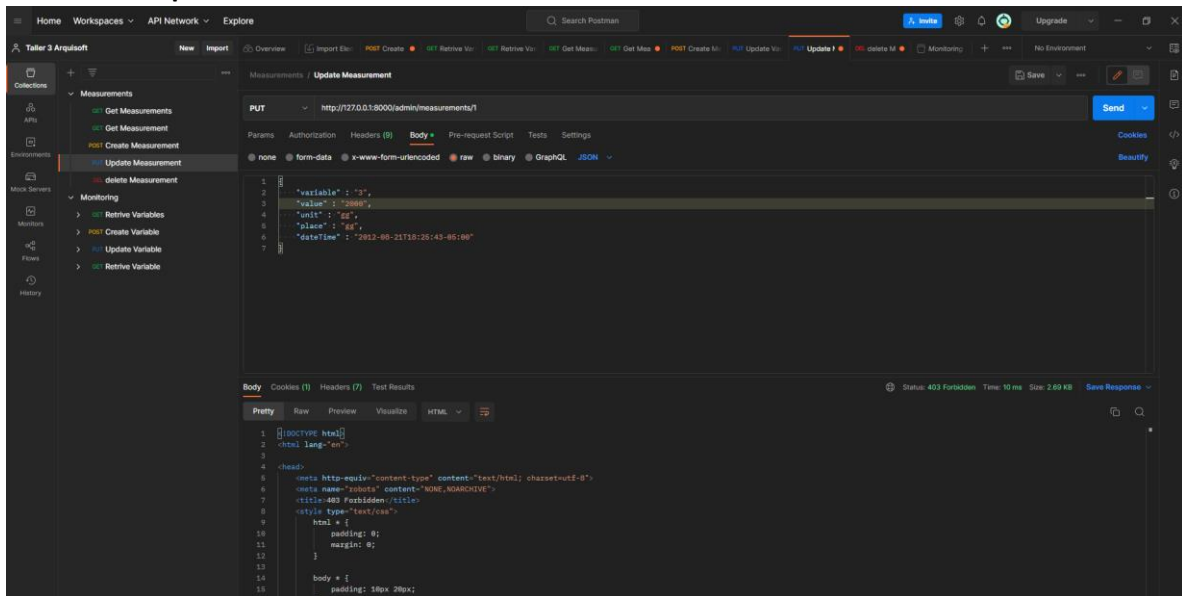 Home Workspaces API Network Explore Search Postman Invite Upgrade
Taller 3 Arquisoft New Import Overview Import Ele POST Create GET Retrive Var GET Retrive Va GET Get Measu GET Get Mea POST Create Me PUT Update Va PUT Update M DEL delete M Monitoring No Environment
Collections
APIs
Environments
Mock Servers
Monitors
Flows
History
Measurements
GET Get Measurements
GET Get Measurement
POST Create Measurement
PUT Update Measurement
DEL delete Measurement
Monitoring
GET Retrive Variables
POST Create Variable
PUT Update Variable
GET Retrive Variable
Measurements / Update Measurement Save
PUT http://127.0.0.1:8000/admin/measurements/1 Send
Params Authorization Headers (9) Body Pre-request Script Tests Settings Cookies
none form-data x-www-form-urlencoded raw binary GraphQL JSON Beautify
1 {
2 "variable" : "3",
3 "value" : "2000",
4 "unit" : "gg",
5 "place" : "gg",
6 "dateTime" : "2012-08-21T18:25:43-05:00"
7 }
Body Cookies (1) Headers (7) Test Results Status: 403 Forbidden Time: 10 ms Size: 2.69 KB Save Response
Pretty Raw Preview Visualize HTML
1 <!DOCTYPE html>
2 <html lang="en">
3
4 <head>
5 <meta http-equiv="content-type" content="text/html; charset=utf-8">
6 <meta name="robots" content="NONE,NOARCHIVE">
7 <title>403 Forbidden</title>
8 <style type="text/css">
9 html * {
10 padding: 0;
11 margin: 0;
12 }
13
14 body * {
15 padding: 10px 20px;